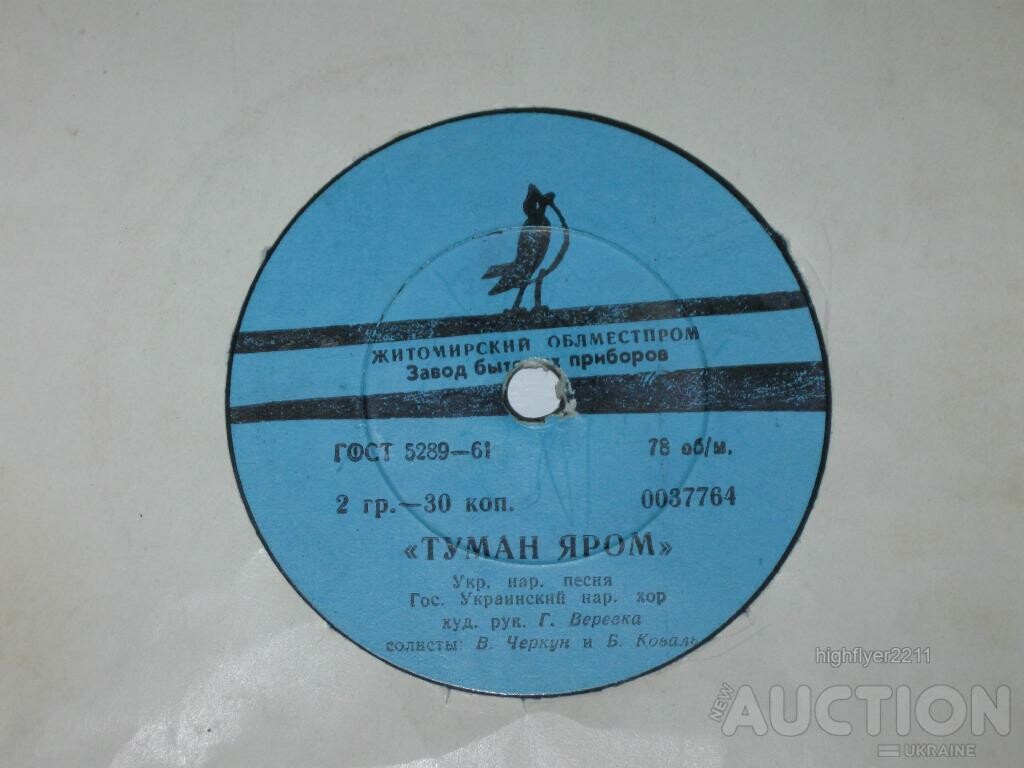 ЖИТОМИРСКИЙ ОБЛМЕСТПРОМ
Завод приборов
ГОСТ 5289—61 78 об/м.
2 гр.—30 коп. 0037764
«ТУМАН ЯРОМ»
Укр. нар. песня
Гос. Украинский нар. хор
худ. рук. Г. Веревка
солисты: В. Черкун и Б. Коваль
highflyer2211
NEW AUCTION
UKRAINE